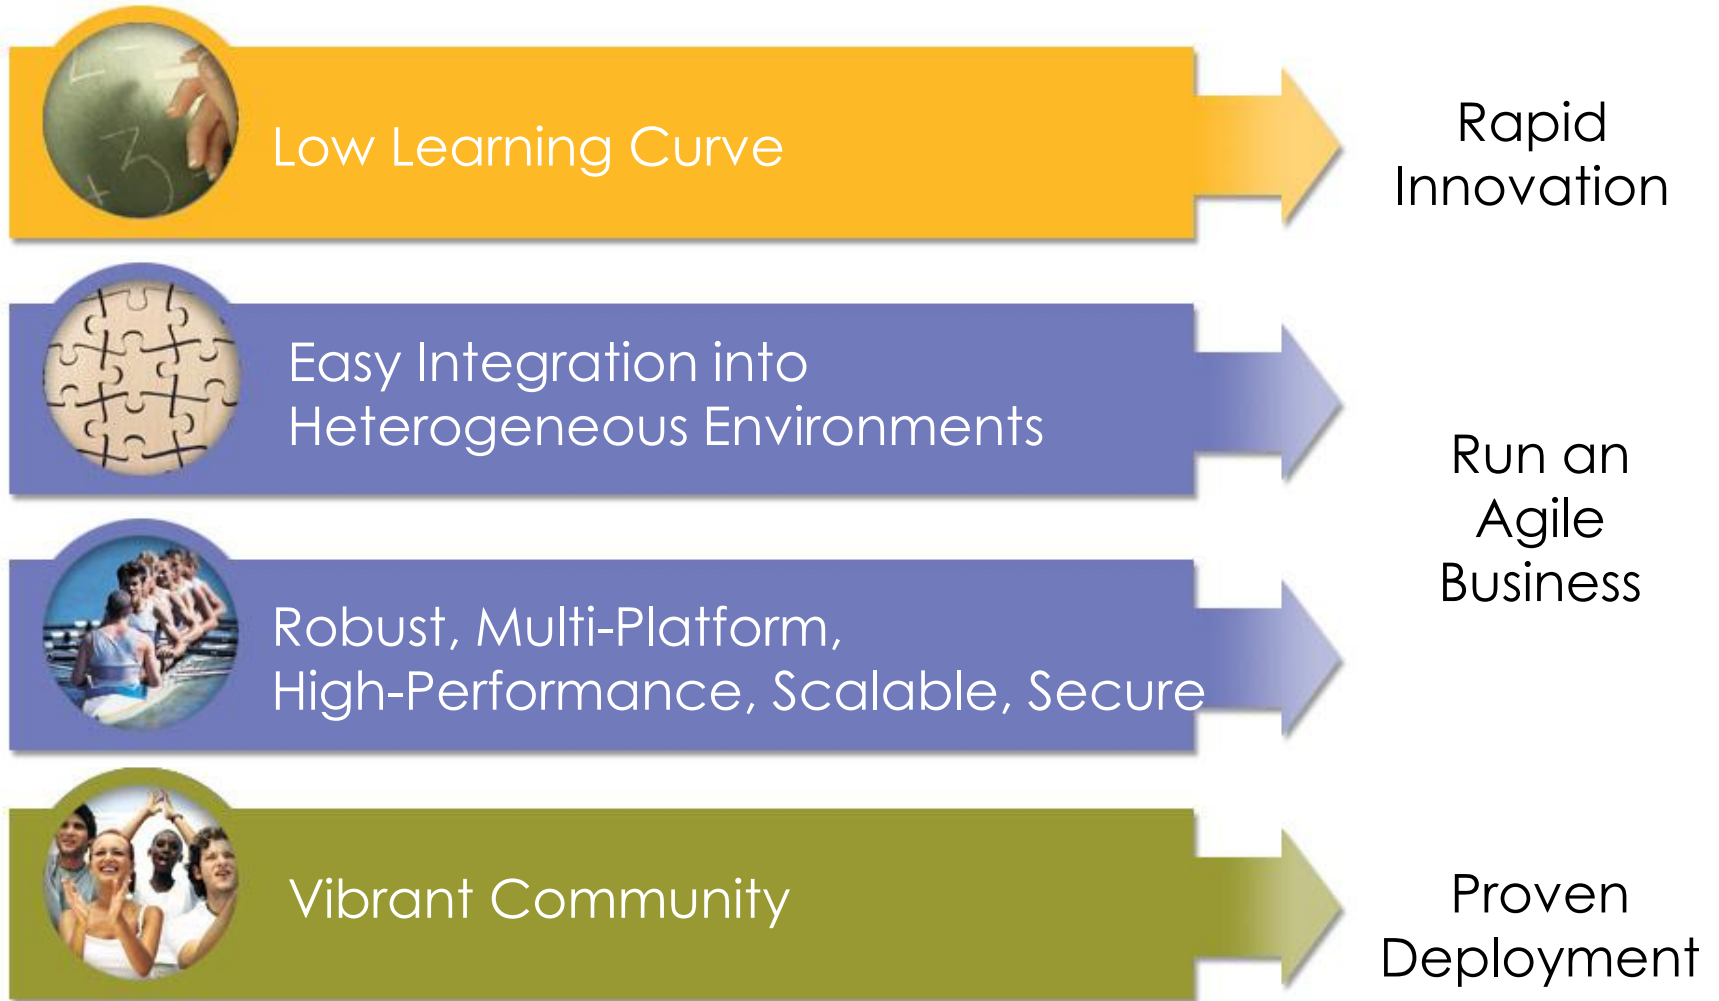 Low Learning Curve
Rapid
Innovation
Easy Integration into
Heterogeneous Environments
Robust, Multi-Platform,
High-Performance, Scalable, Secure
Run an
Agile
Business
Vibrant Community
Proven
Deployment
3
+